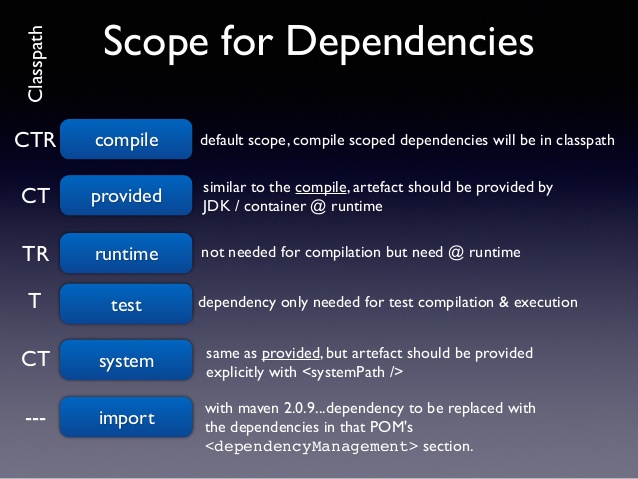 Classpath
Scope for Dependencies
CTR compile default scope, compile scoped dependencies will be in classpath
CT provided similar to the compile, artefact should be provided by
JDK / container @ runtime
TR runtime not needed for compilation but need @ runtime
T test dependency only needed for test compilation & execution
CT system same as provided, but artefact should be provided
explicitly with <systemPath />
--- import with maven 2.0.9...dependency to be replaced with
the dependencies in that POM's
<dependencyManagement> section.